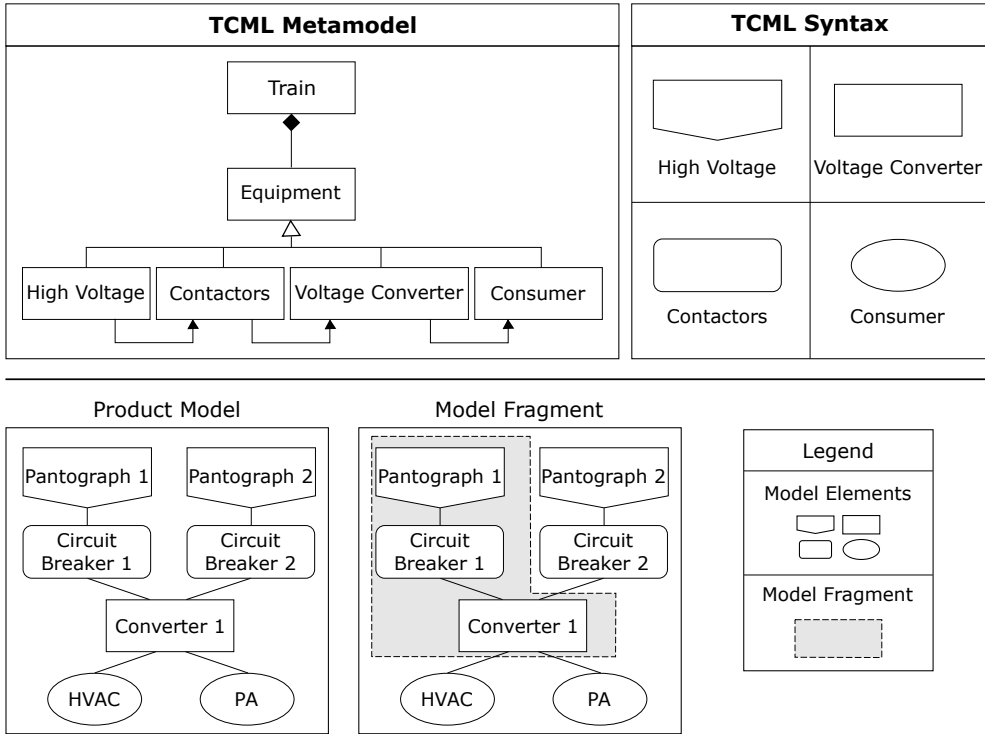 TCML Metamodel
Train
Equipment
High Voltage
Contactors
Voltage Converter
Consumer
TCML Syntax
High Voltage
Voltage Converter
Contactors
Consumer
Product Model
Pantograph 1
Pantograph 2
Circuit
Breaker 1
Circuit
Breaker 2
Converter 1
HVAC
PA
Model Fragment
Pantograph 1
Pantograph 2
Circuit
Breaker 1
Circuit
Breaker 2
Converter 1
HVAC
PA
Legend
Model Elements
Model Fragment